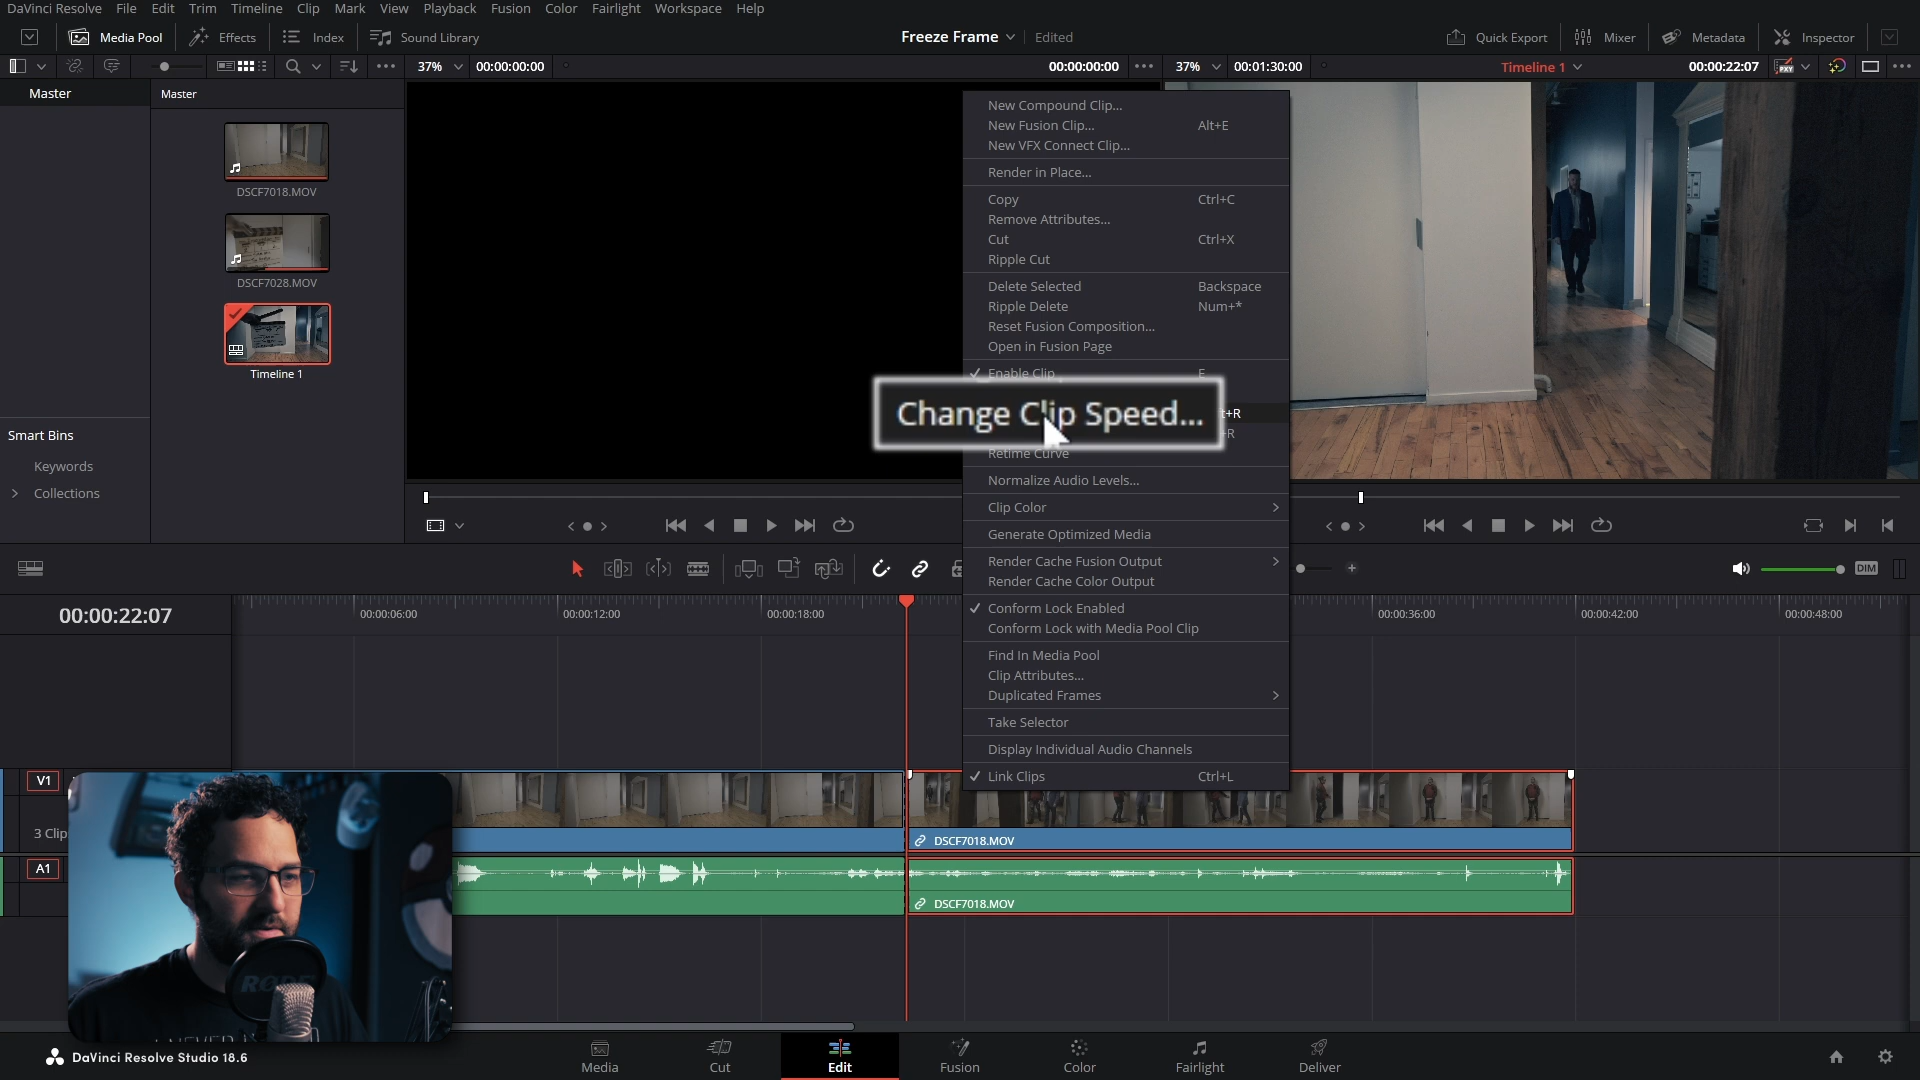 DaVinci Resolve File Edit Trim Timeline Clip Mark View Playback Fusion Color Fairlight Workspace Help
Media Pool Effects Index Sound Library Freeze Frame Edited Quick Export Mixer Metadata Inspector
37% 00:00:00:00 00:00:00:00 37% 00:01:30:00 Timeline 1 00:00:22:07
Master
Master
DSCF7018.MOV
DSCF7028.MOV
Timeline 1
Smart Bins
Keywords
Collections
New Compound Clip...
New Fusion Clip... Alt+E
New VFX Connect Clip...
Render in Place...
Copy Ctrl+C
Remove Attributes...
Cut Ctrl+X
Ripple Cut
Delete Selected Backspace
Ripple Delete Num+*
Reset Fusion Composition...
Open in Fusion Page
Enable Clip
Change Clip Speed... t+R
+R
Retime Curve
Normalize Audio Levels...
Clip Color
Generate Optimized Media
Render Cache Fusion Output
Render Cache Color Output
Conform Lock Enabled
Conform Lock with Media Pool Clip
Find In Media Pool
Clip Attributes...
Duplicated Frames
Take Selector
Display Individual Audio Channels
Link Clips Ctrl+L
DIM
00:00:22:07
00:00:06:00 00:00:12:00 00:00:18:00 00:00:36:00 00:00:42:00 00:00:48:00
V1
3 Clip
DSCF7018.MOV
A1
DSCF7018.MOV
RØDE
DaVinci Resolve Studio 18.6
Media Cut Edit Fusion Color Fairlight Deliver